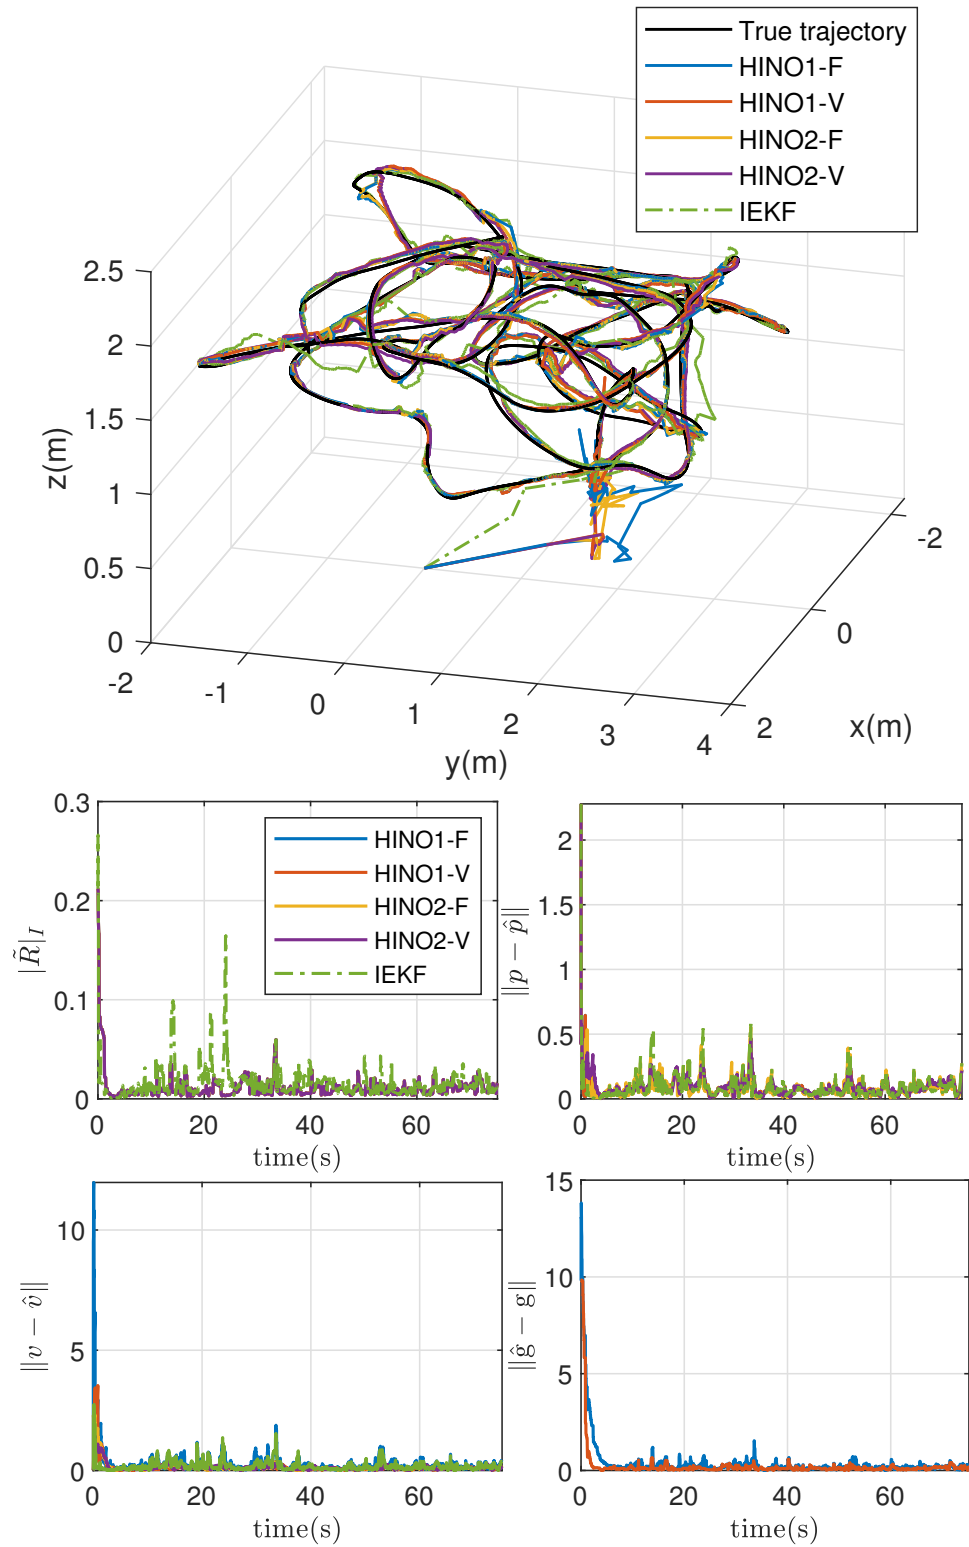 True trajectory
HINO1-F
HINO1-V
HINO2-F
HINO2-V
IEKF
2.5
2
1.5
1
0.5
0
z(m)
-2
-1
0
1
2
3
4
y(m)
2
0
-2
x(m)
0.3
0.2
0.1
0
|R̃|_I
HINO1-F
HINO1-V
HINO2-F
HINO2-V
IEKF
0
20
40
60
time(s)
2
1.5
1
0.5
0
||p − p̂||
0
20
40
60
time(s)
10
5
0
||v − v̂||
0
20
40
60
time(s)
15
10
5
0
||ĝ − g||
0
20
40
60
time(s)